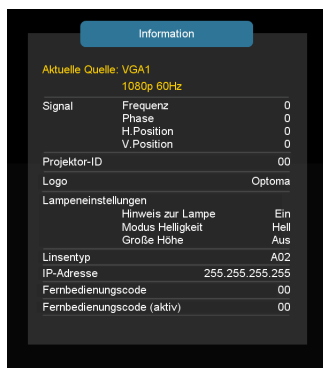 Information
Aktuelle Quelle: VGA1
1080p 60Hz
Signal Frequenz 0
Phase 0
H.Position 0
V.Position 0
Projektor-ID 00
Logo Optoma
Lampeneinstellungen
Hinweis zur Lampe Ein
Modus Helligkeit Hell
Große Höhe Aus
Linsentyp A02
IP-Adresse 255.255.255.255
Fernbedienungscode 00
Fernbedienungscode (aktiv) 00